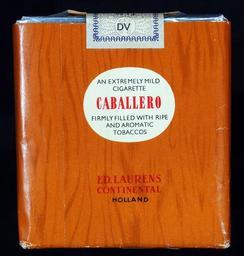 DV
AN EXTREMELY MILD
CIGARETTE
CABALLERO
FIRMLY FILLED WITH RIPE
AND AROMATIC
TOBACCOS
ED. LAURENS
CONTINENTAL
HOLLAND